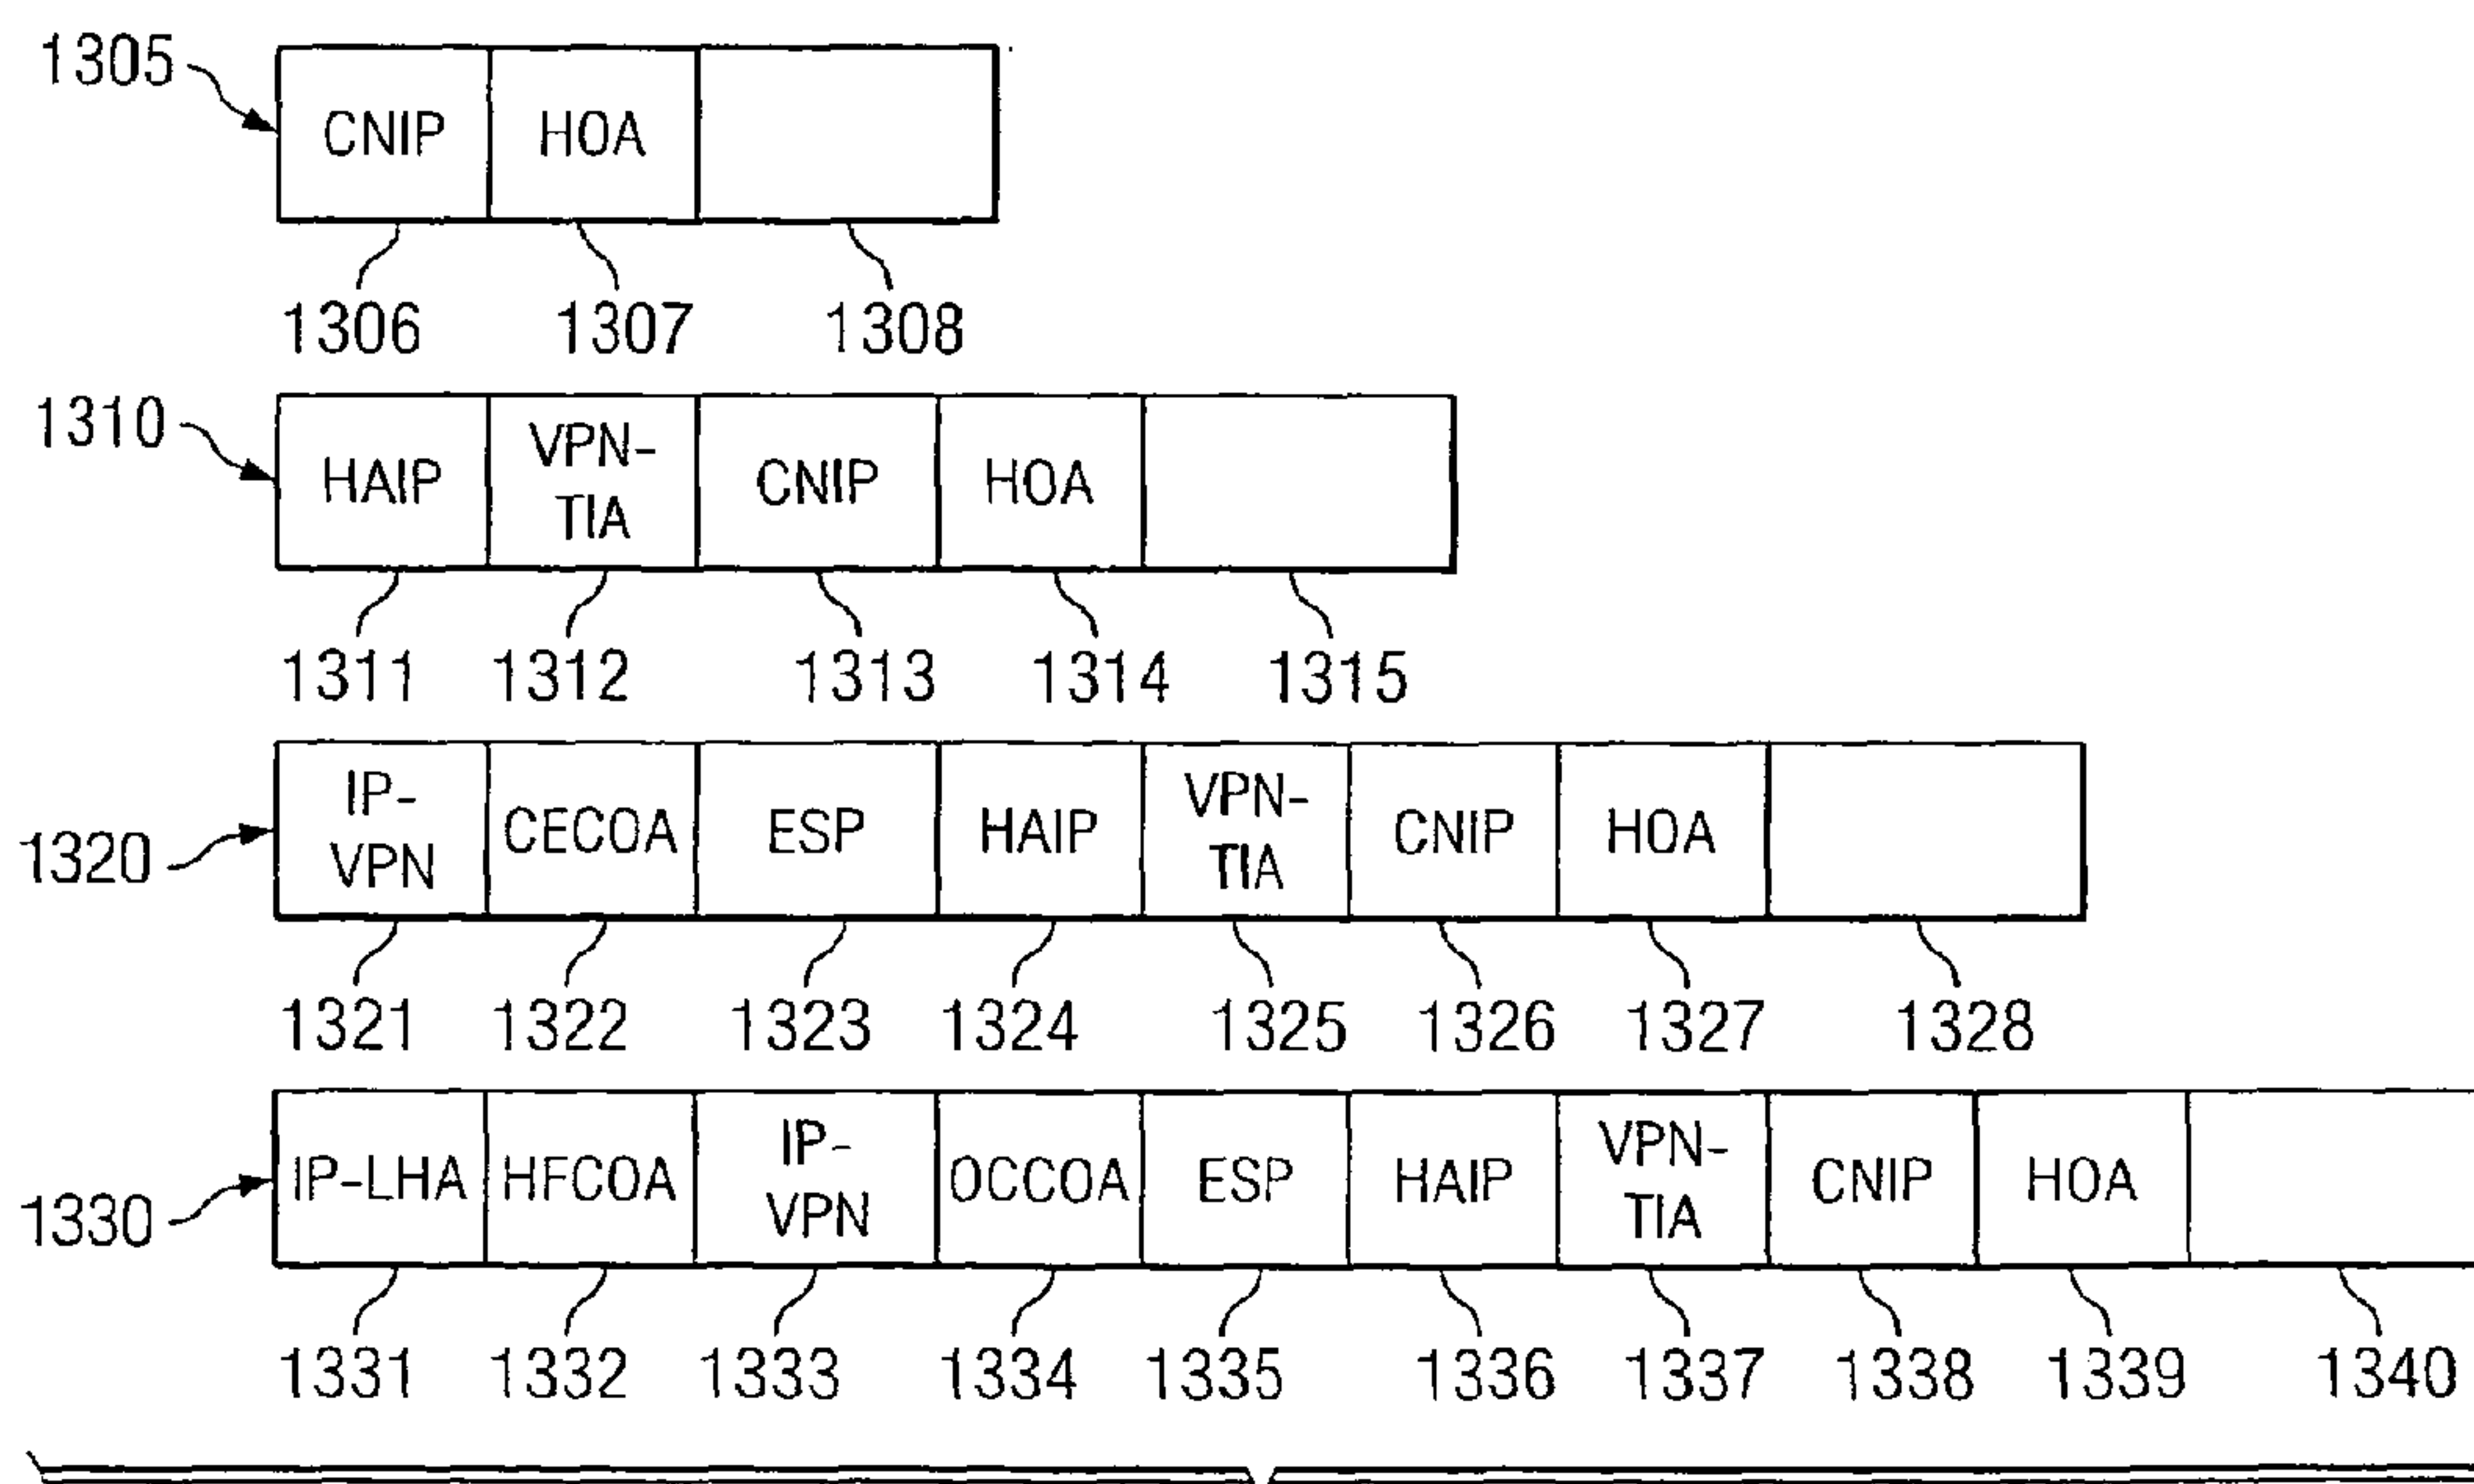 1305
CNIP HOA
1306 1307 1308
1310
HAIP VPN-TIA CNIP HOA
1311 1312 1313 1314 1315
1320
IP-VPN CECOA ESP HAIP VPN-TIA CNIP HOA
1321 1322 1323 1324 1325 1326 1327 1328
1330
IP-LHA HFCOA IP-VPN OCCOA ESP HAIP VPN-TIA CNIP HOA
1331 1332 1333 1334 1335 1336 1337 1338 1339 1340